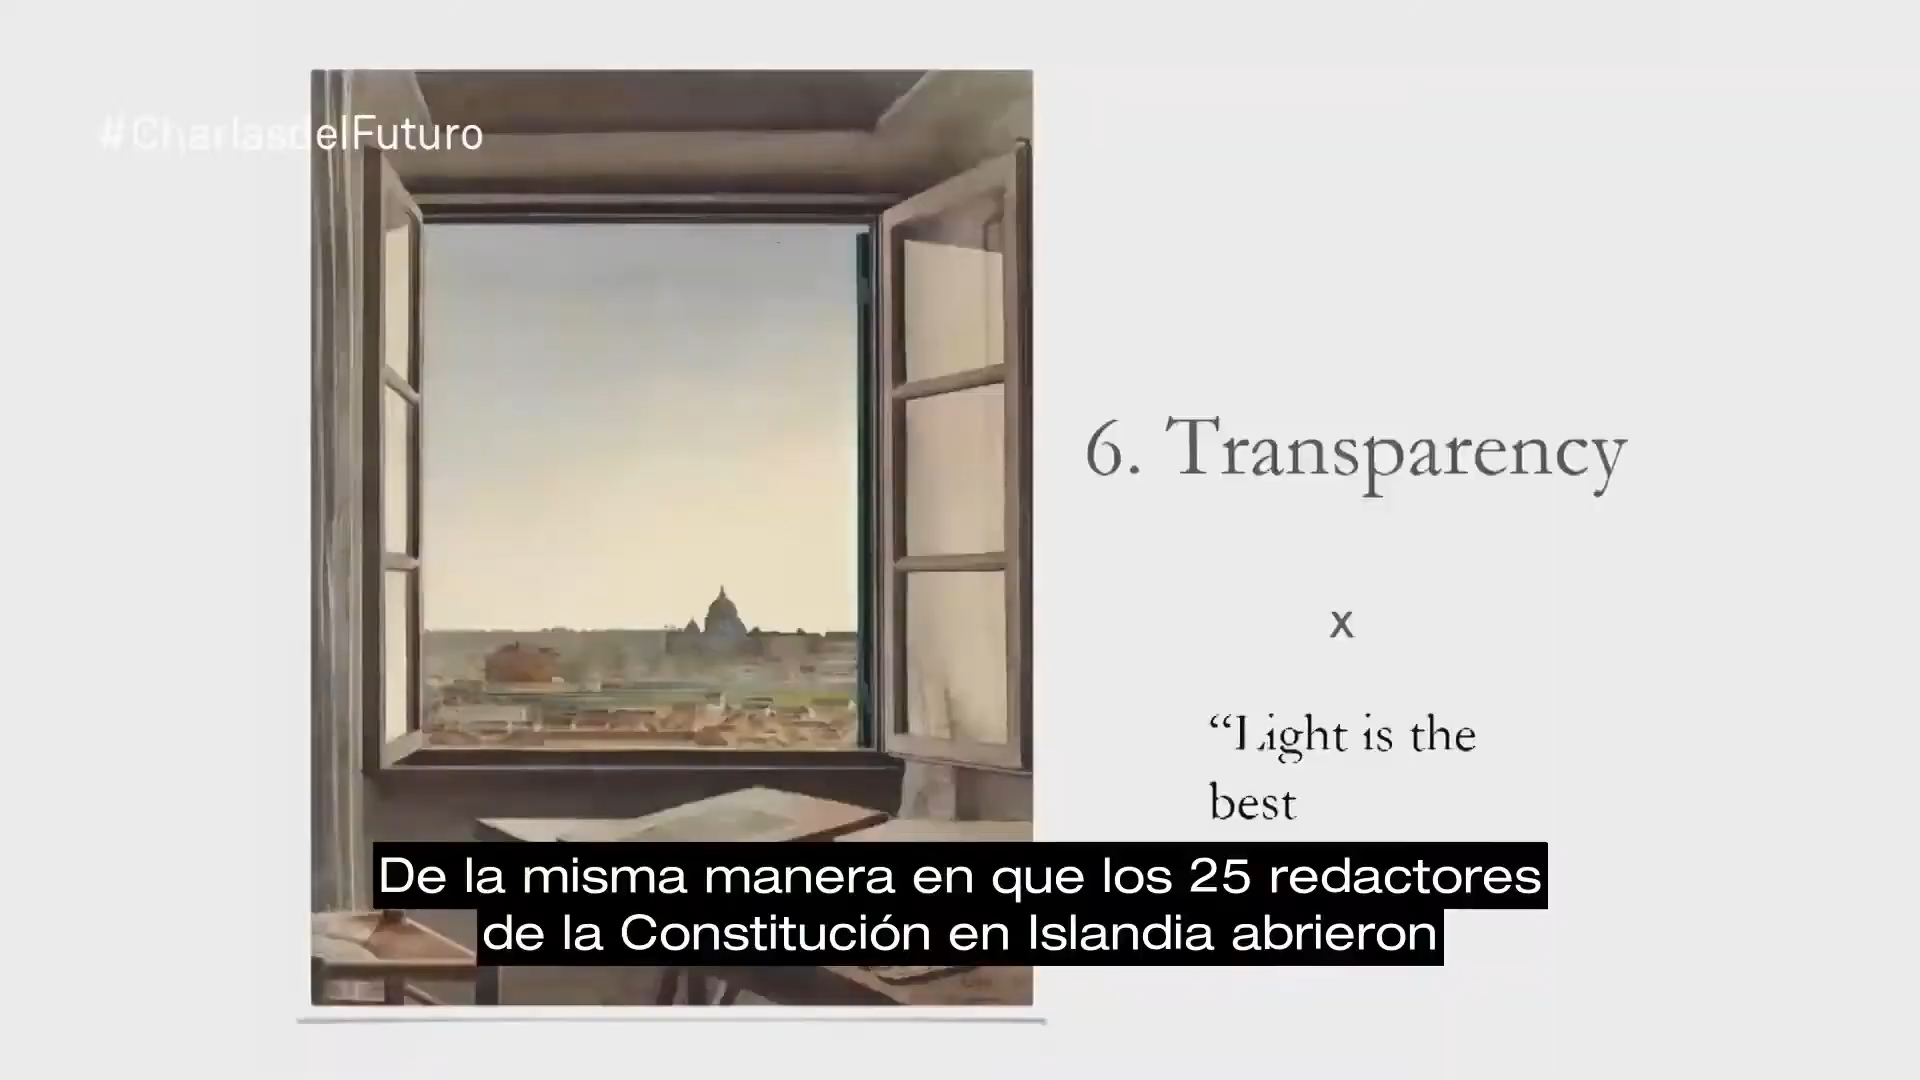 #CharlasdelFuturo
6. Transparency
x
“Light is the
best
De la misma manera en que los 25 redactores
de la Constitución en Islandia abrieron